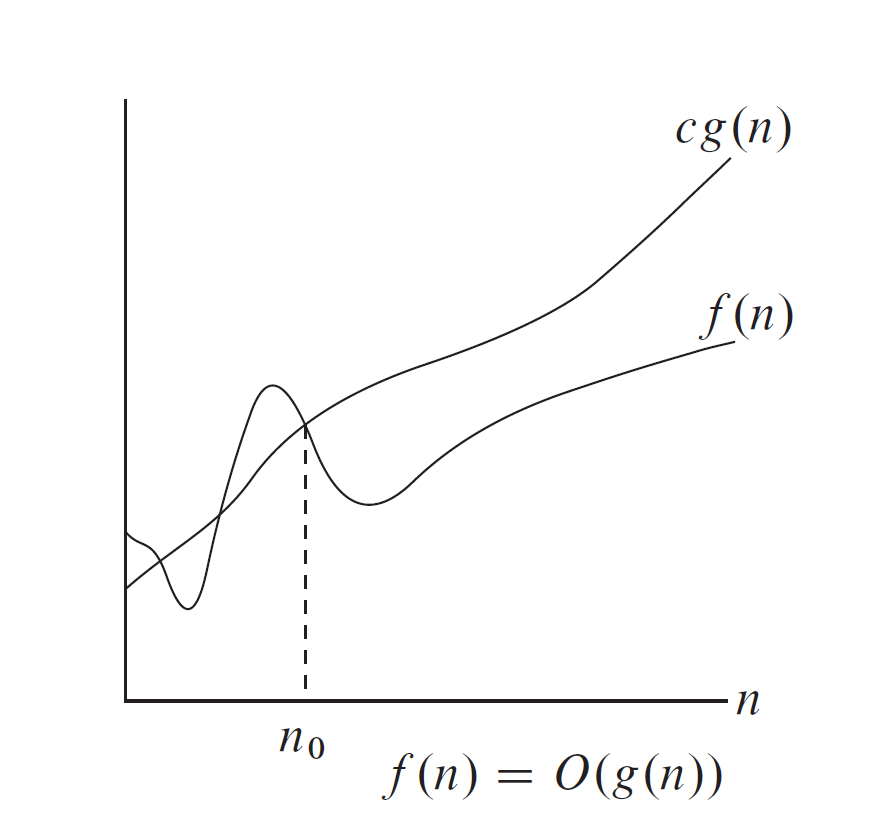 cg(n)
f(n)
n
n₀
f(n) = O(g(n))